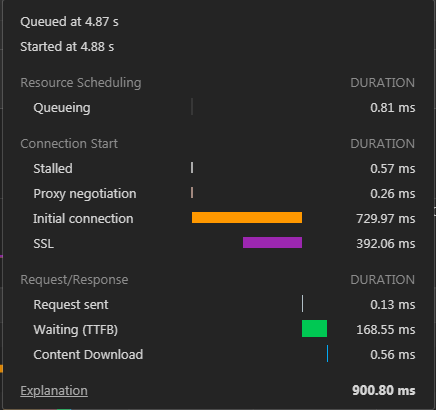 Queued at 4.87 s
Started at 4.88 s
Resource Scheduling DURATION
Queueing 0.81 ms
Connection Start DURATION
Stalled 0.57 ms
Proxy negotiation 0.26 ms
Initial connection 729.97 ms
SSL 392.06 ms
Request/Response DURATION
Request sent 0.13 ms
Waiting (TTFB) 168.55 ms
Content Download 0.56 ms
Explanation 900.80 ms